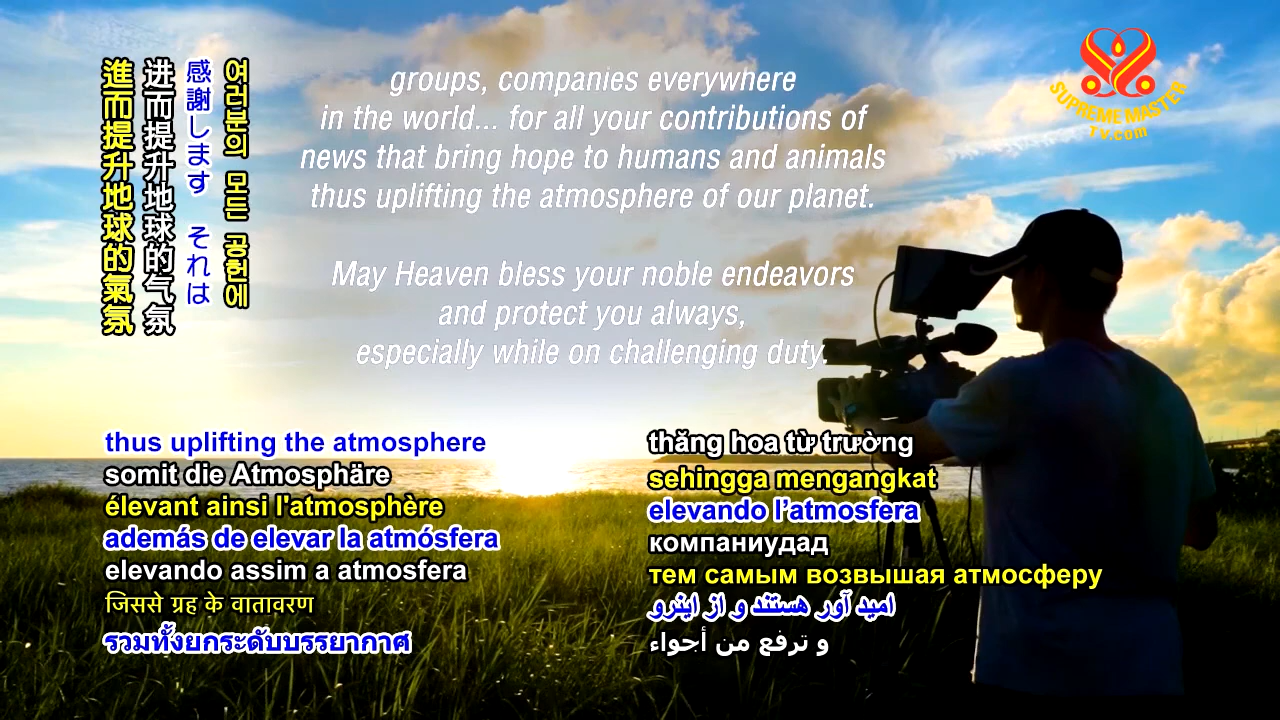 進而提升地球的氣氛
进而提升地球的气氛
感謝します それは
여러분의 모든 공헌에
groups, companies everywhere
in the world... for all your contributions of
news that bring hope to humans and animals
thus uplifting the atmosphere of our planet.
May Heaven bless your noble endeavors
and protect you always,
especially while on challenging duty.
SUPREME MASTER
TV.com
thus uplifting the atmosphere
somit die Atmosphäre
élevant ainsi l'atmosphère
además de elevar la atmósfera
elevando assim a atmosfera
जिससे ग्रह के वातावरण
รวมทั้งยกระดับบรรยากาศ
thăng hoa từ trường
sehingga mengangkat
elevando l’atmosfera
компаниудад
тем самым возвышая атмосферу
امید آور هستند و از اینرو
و ترفع من أجواء